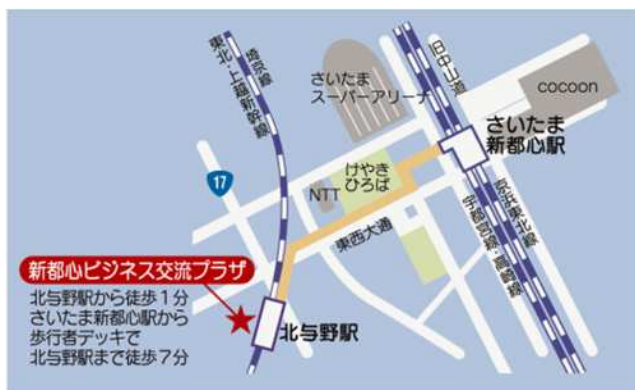 埼京線
東北・上越新幹線
さいたま
スーパーアリーナ
旧中山道
cocoon
さいたま
新都心駅
けやき
ひろば
NTT
17
東西大通
京浜東北線
宇都宮線・高崎線
新都心ビジネス交流プラザ
北与野駅から徒歩1分
さいたま新都心駅から
歩行者デッキで
北与野駅まで徒歩7分
北与野駅